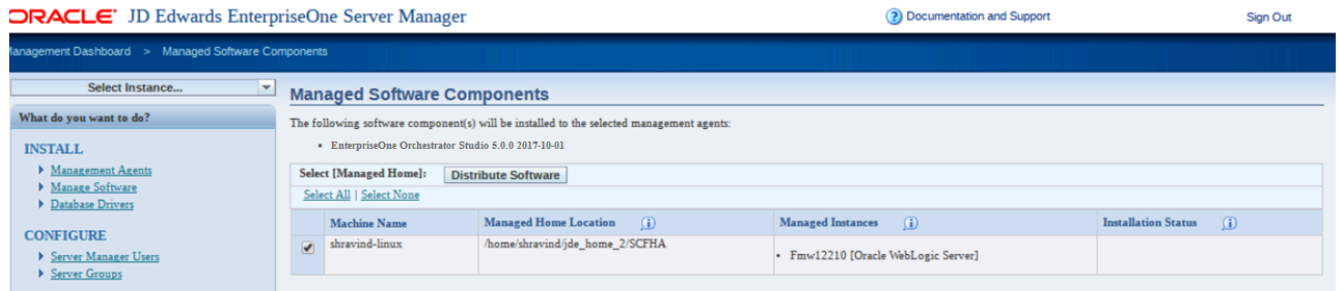 ORACLE JD Edwards EnterpriseOne Server Manager
Documentation and Support
Sign Out
Management Dashboard > Managed Software Components
Select Instance...
What do you want to do?
INSTALL
Management Agents
Manage Software
Database Drivers
CONFIGURE
Server Manager Users
Server Groups
Managed Software Components
The following software component(s) will be installed to the selected management agents:
• EnterpriseOne Orchestrator Studio 5.0.0 2017-10-01
Select [Managed Home]: Distribute Software
Select All | Select None
Machine Name Managed Home Location Managed Instances Installation Status
shravind-linux /home/shravind/jde_home_2/SCFHA
• Fmw12210 [Oracle WebLogic Server]